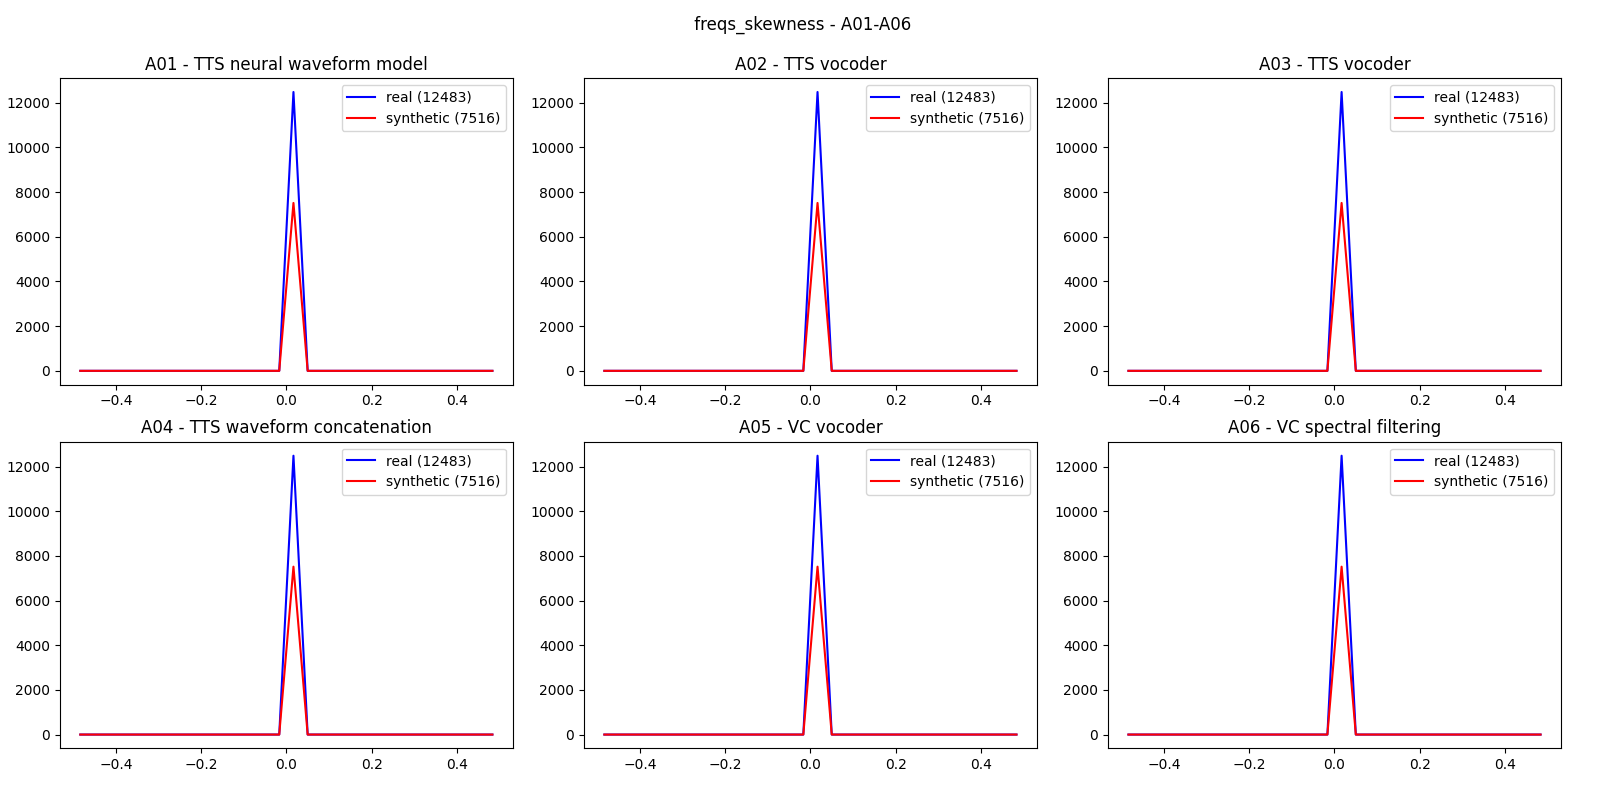 freqs_skewness - A01-A06
A01 - TTS neural waveform model
12000
10000
8000
6000
4000
2000
0
−0.4 −0.2 0.0 0.2 0.4
real (12483)
synthetic (7516)
A02 - TTS vocoder
12000
10000
8000
6000
4000
2000
0
−0.4 −0.2 0.0 0.2 0.4
real (12483)
synthetic (7516)
A03 - TTS vocoder
12000
10000
8000
6000
4000
2000
0
−0.4 −0.2 0.0 0.2 0.4
real (12483)
synthetic (7516)
A04 - TTS waveform concatenation
12000
10000
8000
6000
4000
2000
0
−0.4 −0.2 0.0 0.2 0.4
real (12483)
synthetic (7516)
A05 - VC vocoder
12000
10000
8000
6000
4000
2000
0
−0.4 −0.2 0.0 0.2 0.4
real (12483)
synthetic (7516)
A06 - VC spectral filtering
12000
10000
8000
6000
4000
2000
0
−0.4 −0.2 0.0 0.2 0.4
real (12483)
synthetic (7516)